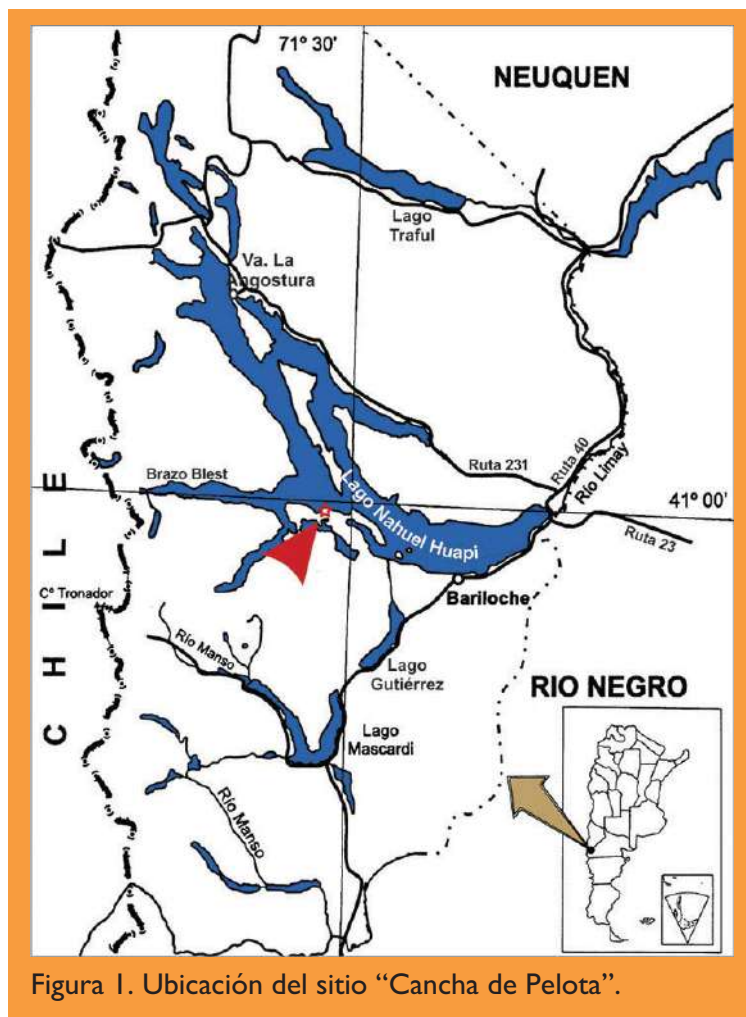 71° 30'
NEUQUEN
Lago
Traful
Va. La
Angostura
Brazo Blest
Ruta 231
Ruta 40
Río Limay
Lago Nahuel Huapi
41° 00'
Ruta 23
CHILE
C° Tronador
Bariloche
Río Manso
Lago
Gutiérrez
RIO NEGRO
Lago
Mascardi
Río Manso
Figura 1. Ubicación del sitio “Cancha de Pelota”.